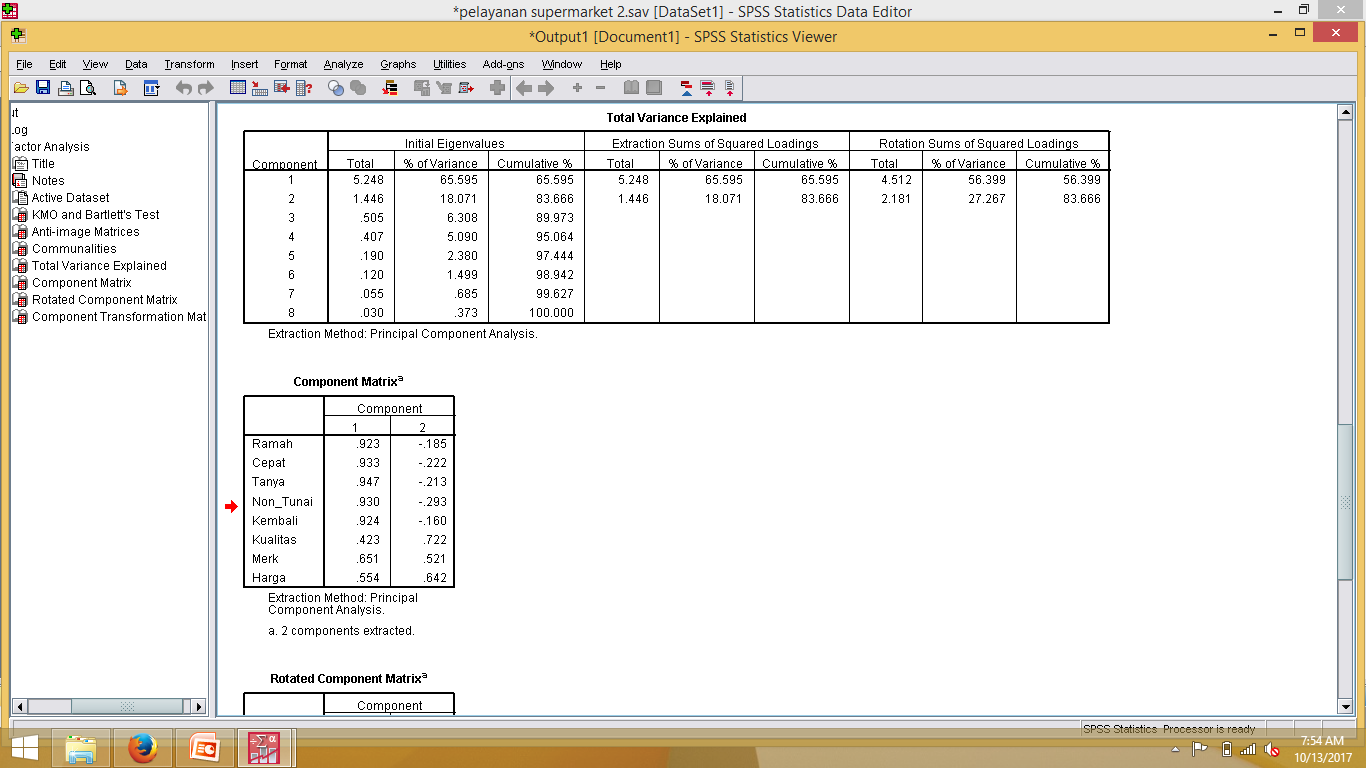 *pelayanan supermarket 2.sav [DataSet1] - SPSS Statistics Data Editor
*Output1 [Document1] - SPSS Statistics Viewer
File Edit View Data Transform Insert Format Analyze Graphs Utilities Add-ons Window Help
ut
.og
actor Analysis
Title
Notes
Active Dataset
KMO and Bartlett's Test
Anti-image Matrices
Communalities
Total Variance Explained
Component Matrix
Rotated Component Matrix
Component Transformation Mat
Total Variance Explained
Initial Eigenvalues Extraction Sums of Squared Loadings Rotation Sums of Squared Loadings
Component Total % of Variance Cumulative % Total % of Variance Cumulative % Total % of Variance Cumulative %
1 5.248 65.595 65.595 5.248 65.595 65.595 4.512 56.399 56.399
2 1.446 18.071 83.666 1.446 18.071 83.666 2.181 27.267 83.666
3 .505 6.308 89.973
4 .407 5.090 95.064
5 .190 2.380 97.444
6 .120 1.499 98.942
7 .055 .685 99.627
8 .030 .373 100.000
Extraction Method: Principal Component Analysis.
Component Matrixª
Component
1 2
Ramah .923 -.185
Cepat .933 -.222
Tanya .947 -.213
Non_Tunai .930 -.293
Kembali .924 -.160
Kualitas .423 .722
Merk .651 .521
Harga .554 .642
Extraction Method: Principal
Component Analysis.
a. 2 components extracted.
Rotated Component Matrixª
Component
SPSS Statistics Processor is ready
7:54 AM
10/13/2017